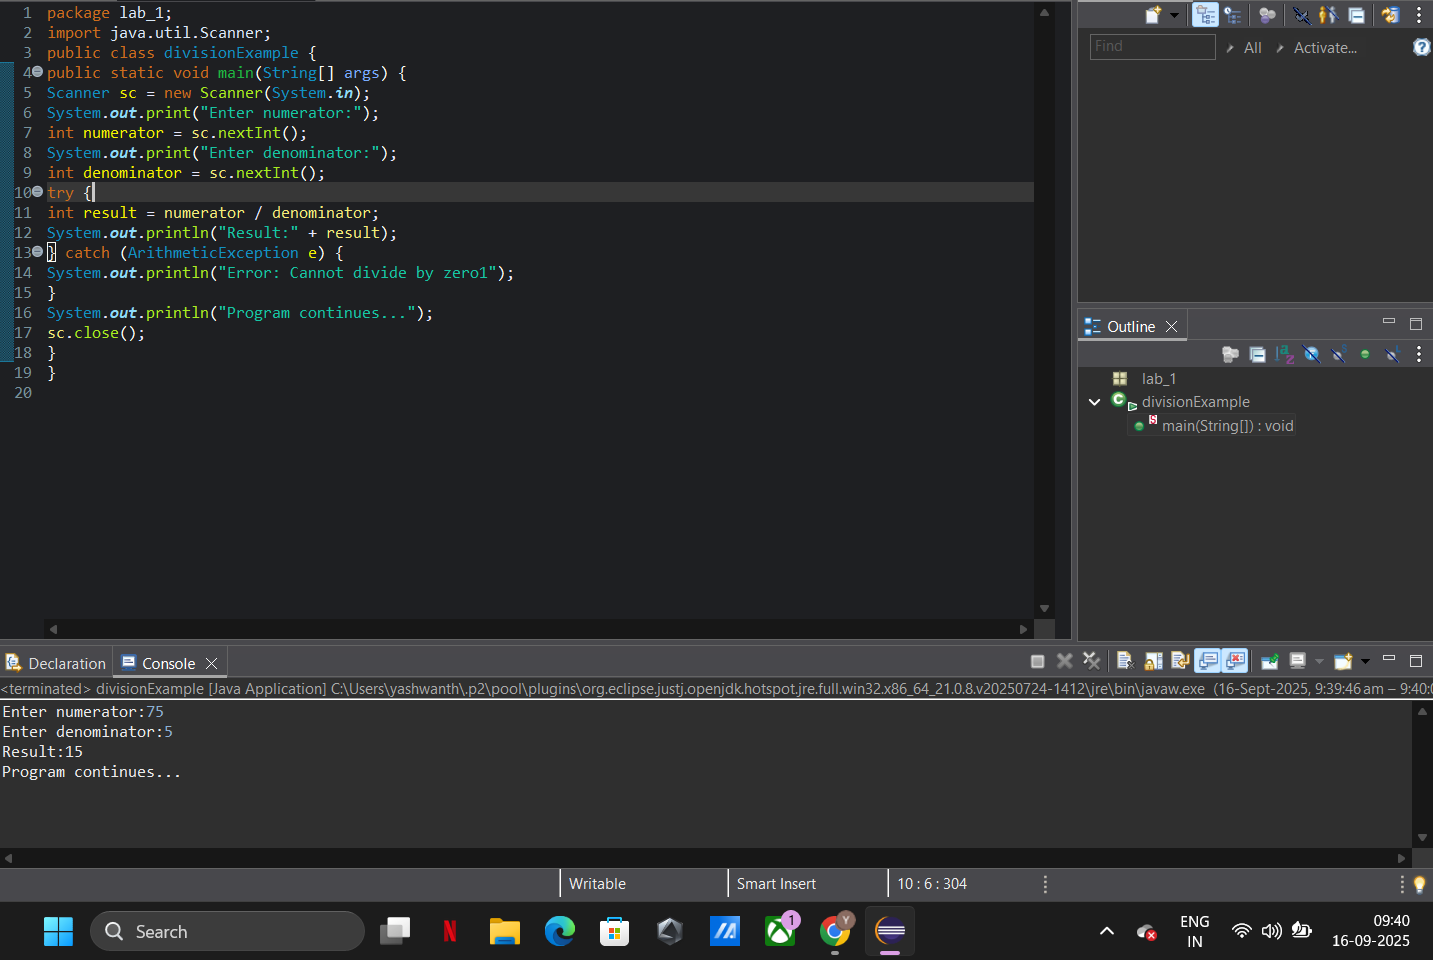 1 package lab_1;
2 import java.util.Scanner;
3 public class divisionExample {
4 public static void main(String[] args) {
5 Scanner sc = new Scanner(System.in);
6 System.out.print("Enter numerator:");
7 int numerator = sc.nextInt();
8 System.out.print("Enter denominator:");
9 int denominator = sc.nextInt();
10 try {
11 int result = numerator / denominator;
12 System.out.println("Result:" + result);
13 } catch (ArithmeticException e) {
14 System.out.println("Error: Cannot divide by zero1");
15 }
16 System.out.println("Program continues...");
17 sc.close();
18 }
19 }
20
Find All Activate...
Outline
lab_1
divisionExample
main(String[]) : void
Declaration Console
<terminated> divisionExample [Java Application] C:\Users\yashwanth\.p2\pool\plugins\org.eclipse.justj.openjdk.hotspot.jre.full.win32.x86_64_21.0.8.v20250724-1412\jre\bin\javaw.exe (16-Sept-2025, 9:39:46 am – 9:40:0
Enter numerator:75
Enter denominator:5
Result:15
Program continues...
Writable Smart Insert 10 : 6 : 304
Search
1
Y
ENG
IN
09:40
16-09-2025